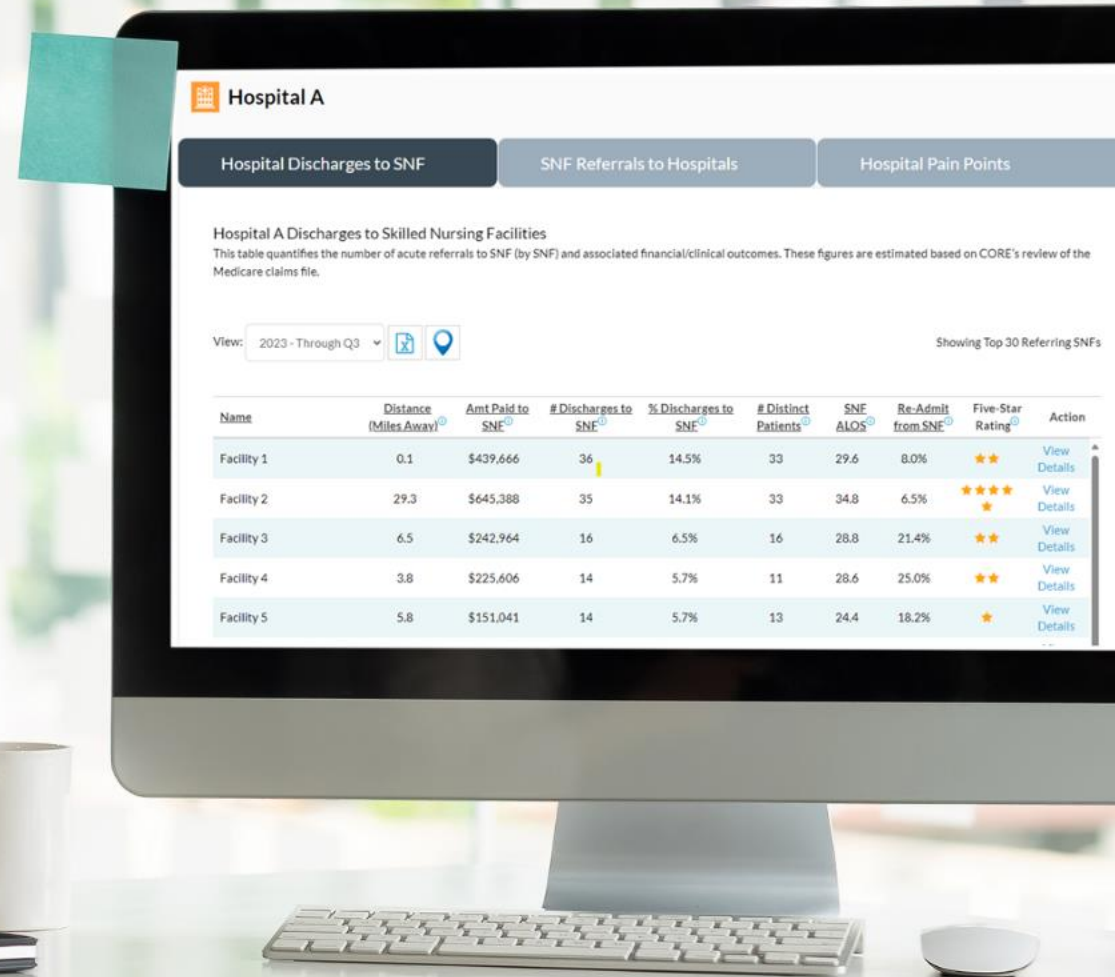 Hospital A
Hospital Discharges to SNF
SNF Referrals to Hospitals
Hospital Pain Points
Hospital A Discharges to Skilled Nursing Facilities
This table quantifies the number of acute referrals to SNF (by SNF) and associated financial/clinical outcomes. These figures are estimated based on CORE's review of the
Medicare claims file.
View: 2023 - Through Q3
Showing Top 30 Referring SNFs
Name Distance (Miles Away) Amt Paid to SNF # Discharges to SNF % Discharges to SNF # Distinct Patients SNF ALOS Re-Admit from SNF Five-Star Rating Action
Facility 1 0.1 $439,666 36 14.5% 33 29.6 8.0% View Details
Facility 2 29.3 $645,388 35 14.1% 33 34.8 6.5% View Details
Facility 3 6.5 $242,964 16 6.5% 16 28.8 21.4% View Details
Facility 4 3.8 $225,606 14 5.7% 11 28.6 25.0% View Details
Facility 5 5.8 $151,041 14 5.7% 13 24.4 18.2% View Details